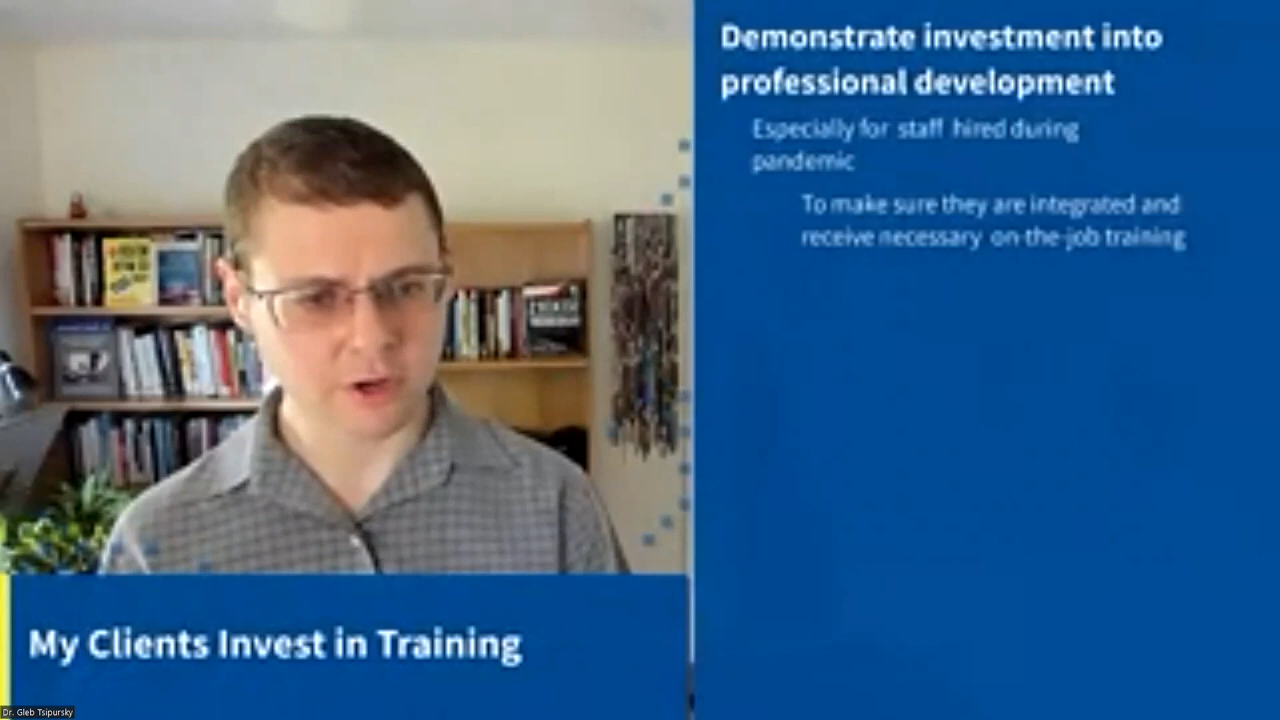 Demonstrate investment into
professional development
Especially for staff hired during
pandemic
To make sure they are integrated and
receive necessary on-the-job training
My Clients Invest in Training
Dr. Gleb Tsipursky